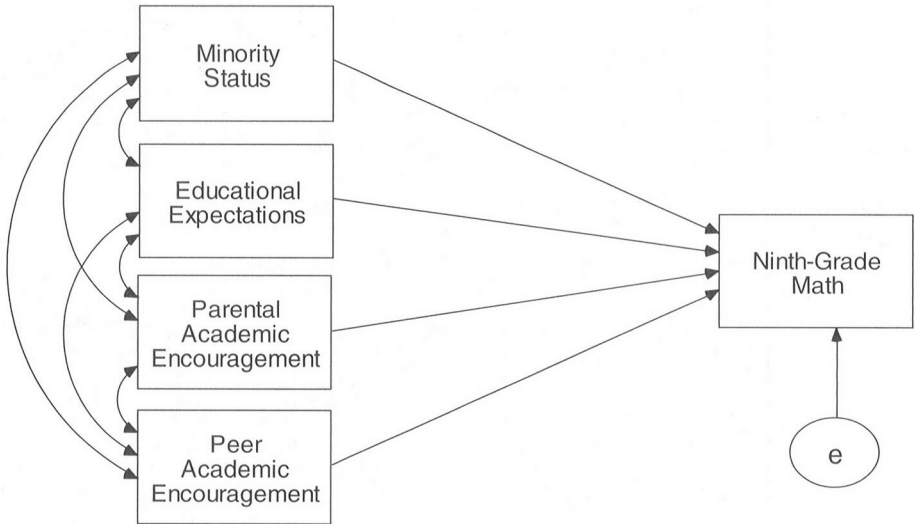 Minority
Status
Educational
Expectations
Parental
Academic
Encouragement
Peer
Academic
Encouragement
Ninth-Grade
Math
e